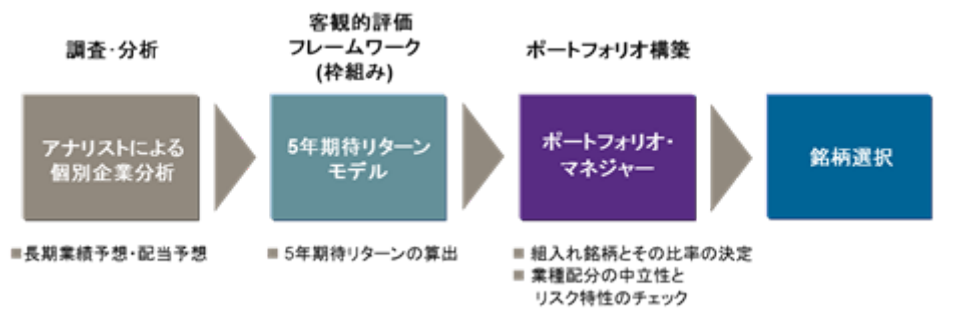 調査・分析
客観的評価
フレームワーク
(枠組み)
ポートフォリオ構築
アナリストによる
個別企業分析
5年期待リターン
モデル
ポートフォリオ・
マネジャー
銘柄選択
■長期業績予想・配当予想
■ 5年期待リターンの算出
■ 組入れ銘柄とその比率の決定
■ 業種配分の中立性と
リスク特性のチェック